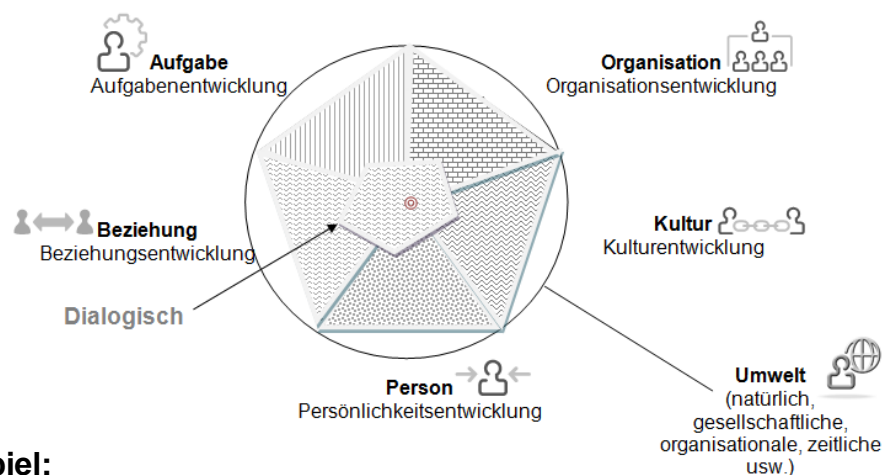 Aufgabe
Aufgabenentwicklung
Organisation
Organisationsentwicklung
Beziehung
Beziehungsentwicklung
Kultur
Kulturentwicklung
Dialogisch
Person
Persönlichkeitsentwicklung
Umwelt
(natürlich,
gesellschaftliche,
organisationale, zeitliche
usw.)
piel: